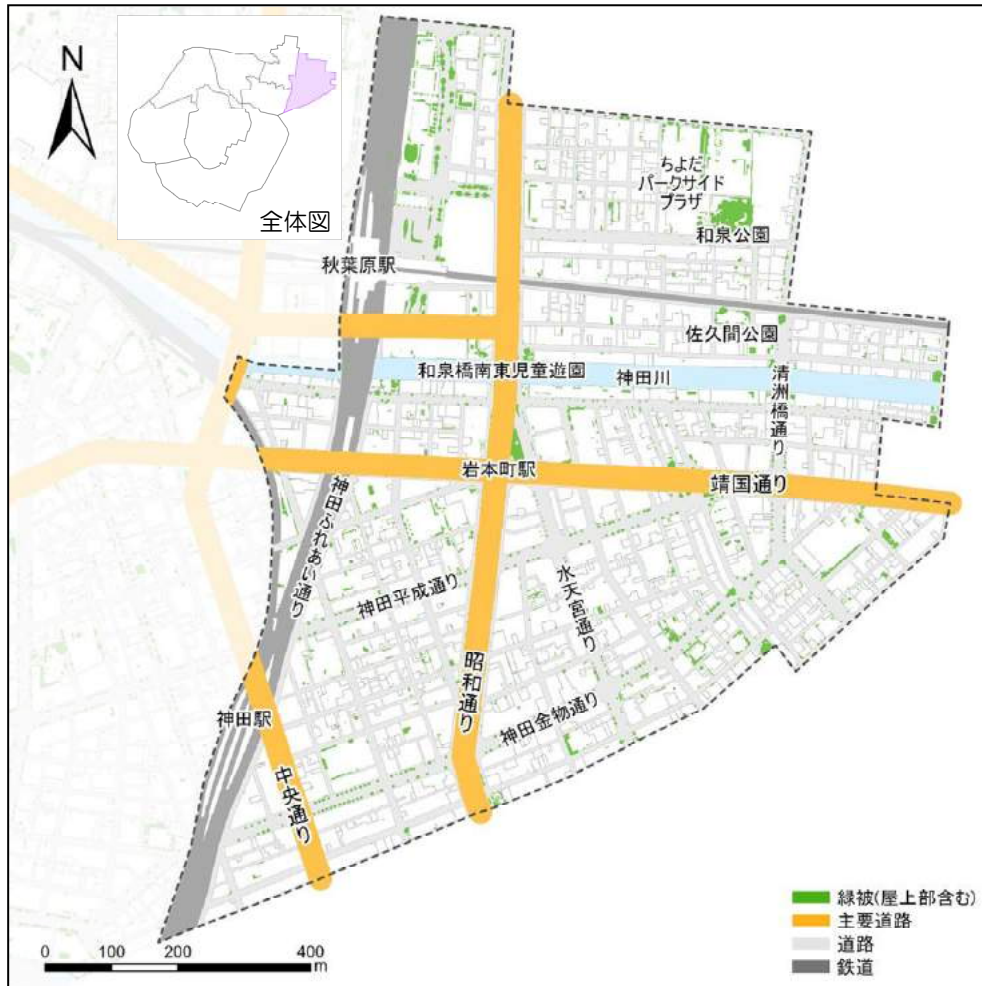 N
全体図
ちよだ
パークサイド
プラザ
和泉公園
秋葉原駅
佐久間公園
和泉橋南東児童遊園
神田川
清洲橋通り
岩本町駅
靖国通り
神田ふれあい通り
神田平成通り
水天宮通り
昭和通り
神田金物通り
神田駅
中央通り
緑被(屋上部含む)
主要道路
道路
鉄道
0 100 200 400
m